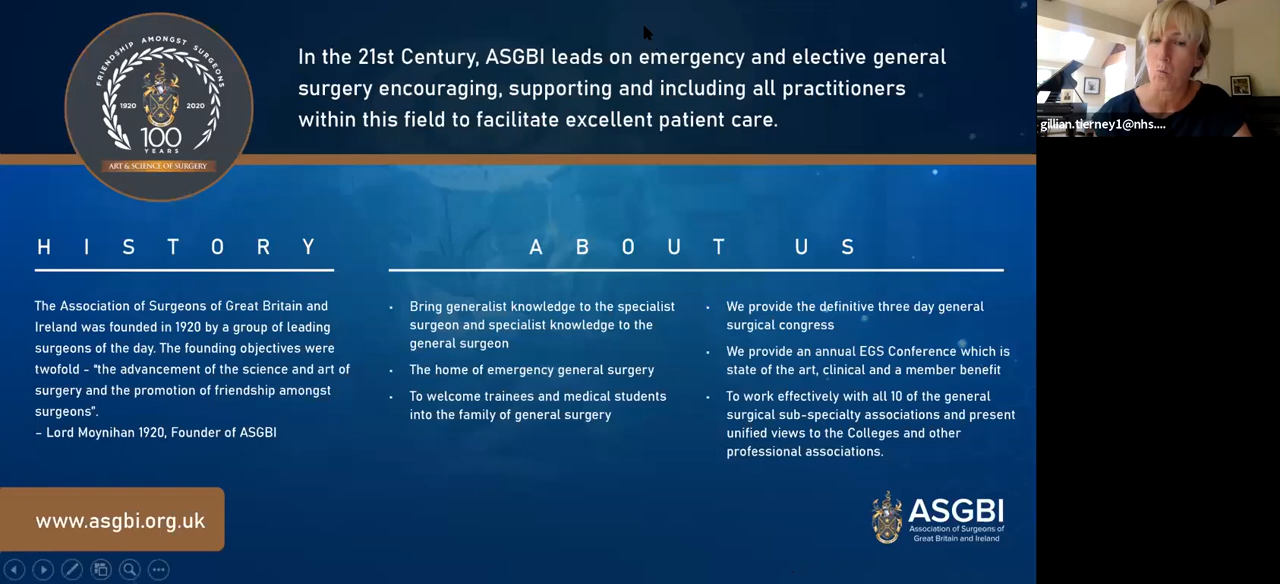 FRIENDSHIP AMONGST SURGEONS
1920
2020
100
YEARS
ART & SCIENCE OF SURGERY
In the 21st Century, ASGBI leads on emergency and elective general
surgery encouraging, supporting and including all practitioners
within this field to facilitate excellent patient care.
gillian.tierney1@nhs....
HISTORY
The Association of Surgeons of Great Britain and
Ireland was founded in 1920 by a group of leading
surgeons of the day. The founding objectives were
twofold - "the advancement of the science and art of
surgery and the promotion of friendship amongst
surgeons".
– Lord Moynihan 1920, Founder of ASGBI
ABOUT US
• Bring generalist knowledge to the specialist
surgeon and specialist knowledge to the
general surgeon
• The home of emergency general surgery
• To welcome trainees and medical students
into the family of general surgery
• We provide the definitive three day general
surgical congress
• We provide an annual EGS Conference which is
state of the art, clinical and a member benefit
• To work effectively with all 10 of the general
surgical sub-specialty associations and present
unified views to the Colleges and other
professional associations.
www.asgbi.org.uk
ASGBI
Association of Surgeons of
Great Britain and Ireland